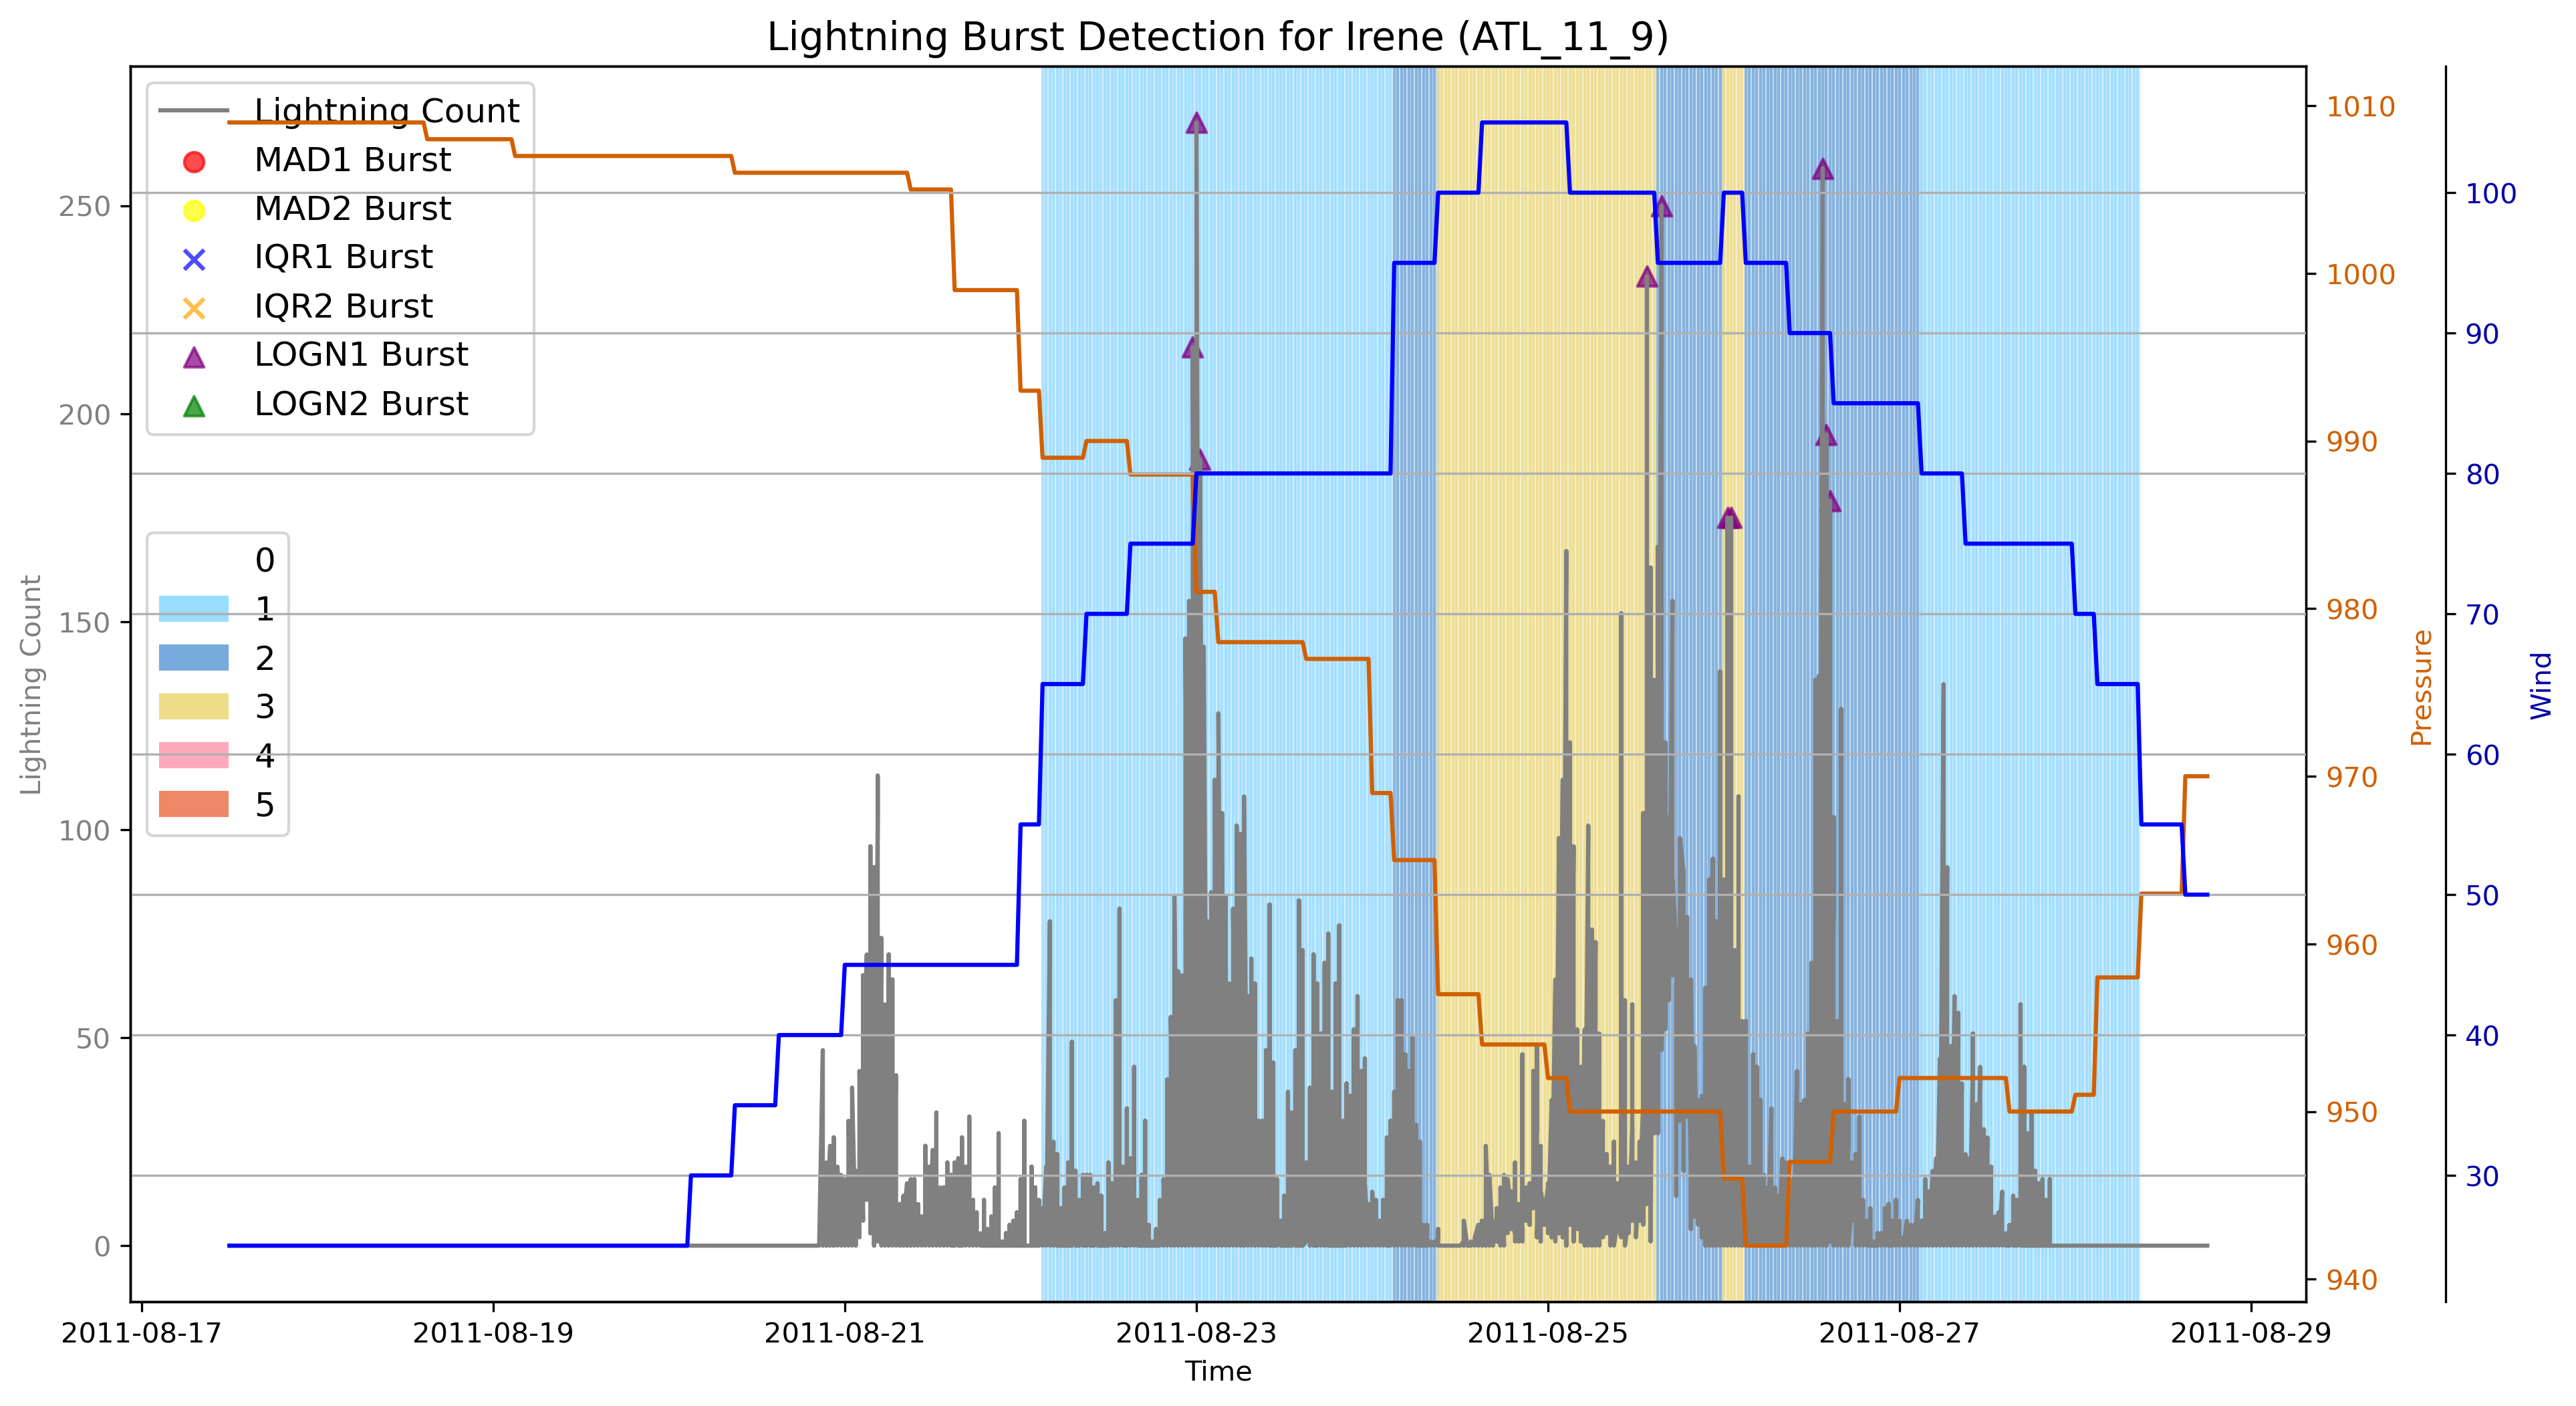 Lightning Burst Detection for Irene (ATL_11_9)
Lightning Count
MAD1 Burst
MAD2 Burst
IQR1 Burst
IQR2 Burst
LOGN1 Burst
LOGN2 Burst
0
1
2
3
4
5
Lightning Count
250
200
150
100
50
0
1010
1000
990
980
970
960
950
940
Pressure
100
90
80
70
60
50
40
30
Wind
2011-08-17
2011-08-19
2011-08-21
2011-08-23
2011-08-25
2011-08-27
2011-08-29
Time